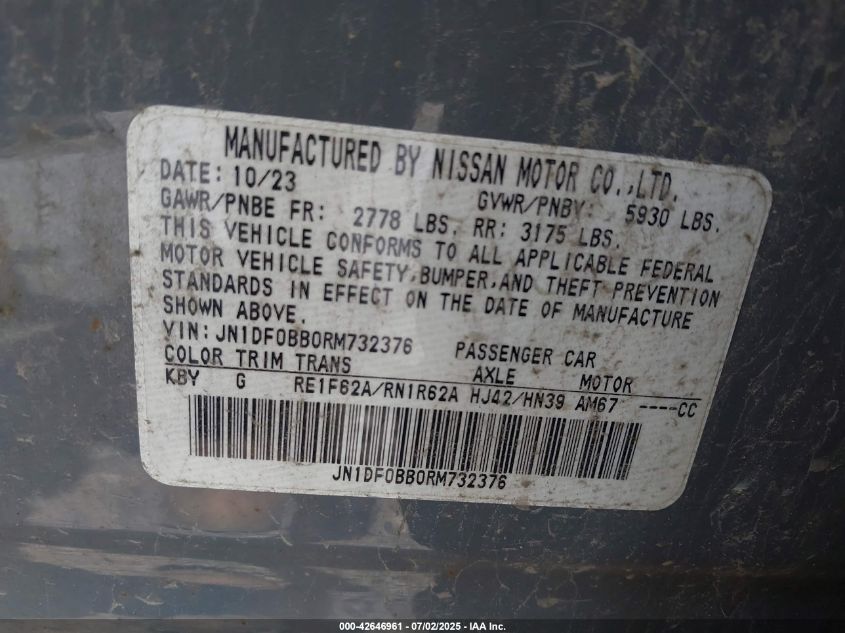 MANUFACTURED BY NISSAN MOTOR CO.,LTD.
DATE: 10/23 GVWR/PNBV: 5930 LBS.
GAWR/PNBE FR: 2778 LBS. RR: 3175 LBS.
THIS VEHICLE CONFORMS TO ALL APPLICABLE FEDERAL
MOTOR VEHICLE SAFETY,BUMPER,AND THEFT PREVENTION
STANDARDS IN EFFECT ON THE DATE OF MANUFACTURE
SHOWN ABOVE.
VIN: JN1DF0BB0RM732376 PASSENGER CAR
COLOR TRIM TRANS AXLE MOTOR
KBY G RE1F62A/RN1R62A HJ42/HN39 AM67 ----CC
JN1DF0BB0RM732376
000-42646961 - 07/02/2025 - IAA Inc.